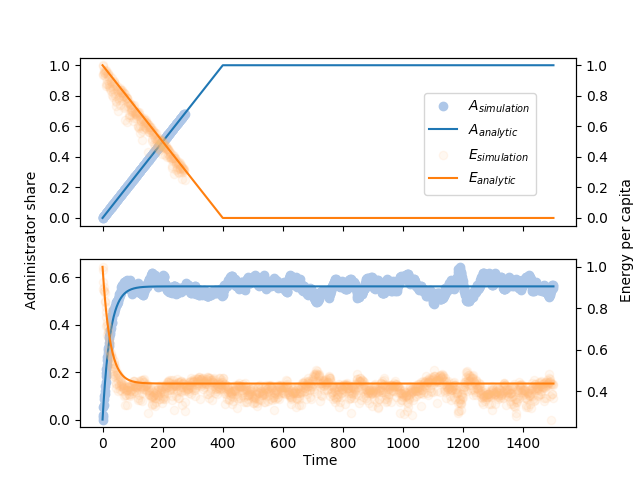 1.0
0.8
0.6
0.4
0.2
0.0
1.0
0.8
0.6
0.4
0.2
0.0
A_simulation
A_analytic
E_simulation
E_analytic
Administrator share
Energy per capita
0.6
0.4
0.2
0.0
1.0
0.8
0.6
0.4
0 200 400 600 800 1000 1200 1400
Time